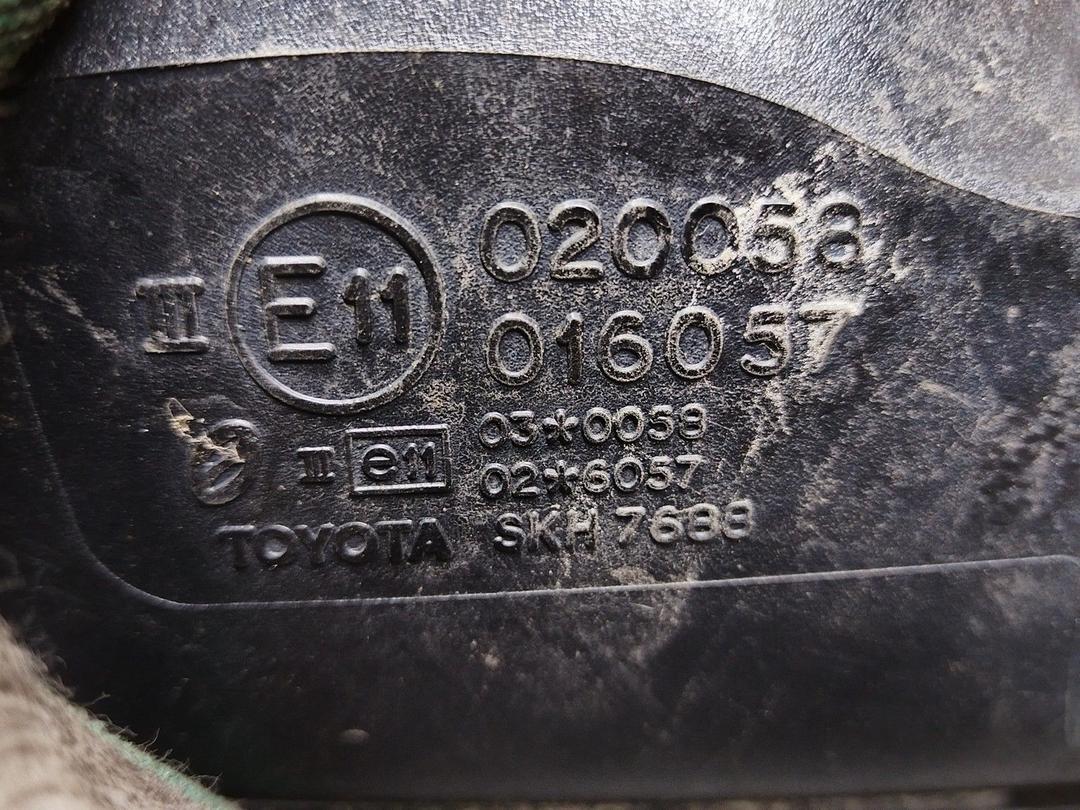 III E11 020058
016057
03*0058
III e11 02*6057
TOYOTA SKH 7688